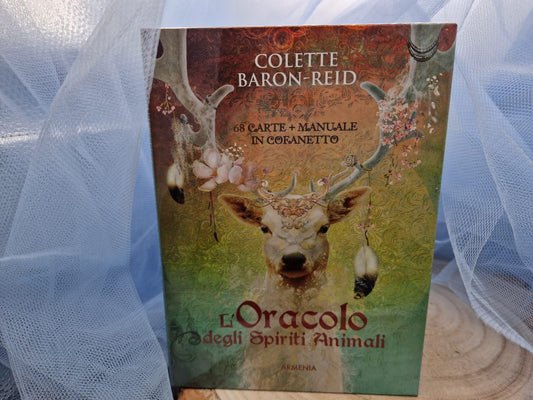 COLETTE
BARON-REID
68 CARTE + MANUALE
IN COFANETTO
L'Oracolo
degli Spiriti Animali
ARMENIA